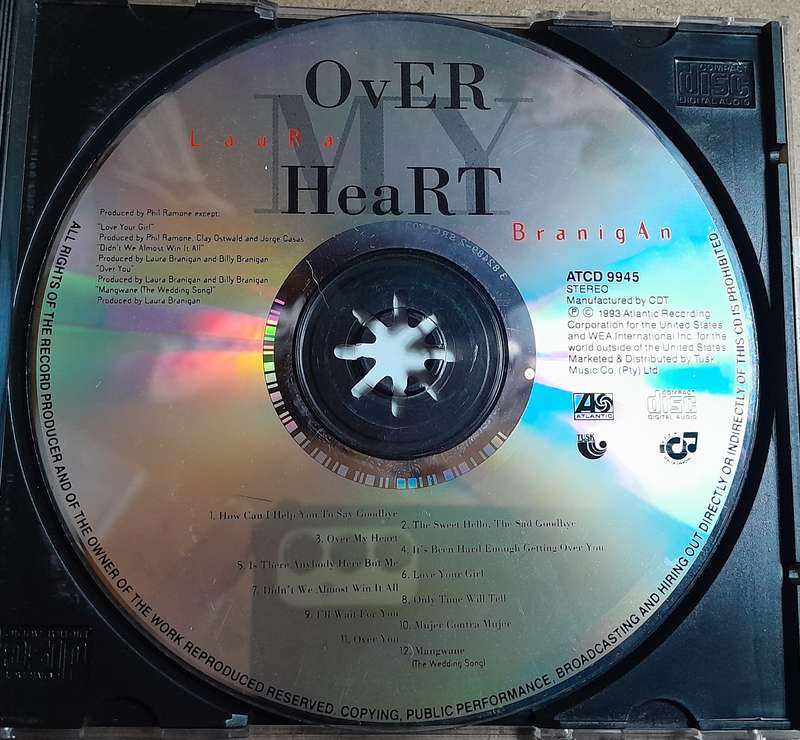 OvER
MY
LauRa
HeaRT
BranigAn
Produced by Phil Ramone except:
"Love Your Girl"
Produced by Phil Ramone, Clay Ostwald and Jorge Casas
"Didn't We Almost Win It All"
Produced by Laura Branigan and Billy Branigan
"Over You"
Produced by Laura Branigan and Billy Branigan
"Mangwane (The Wedding Song)"
Produced by Laura Branigan
ATCD 9945
STEREO
Manufactured by CDT
Ⓟ © 1993 Atlantic Recording
Corporation for the United States
and WEA International Inc. for the
world outside of the United States.
Marketed & Distributed by Tusk
Music Co. (Pty) Ltd
ATLANTIC
COMPACT
disc
DIGITAL AUDIO
TUSK
1. How Can I Help You To Say Goodbye
2. The Sweet Hello, The Sad Goodbye
3. Over My Heart
4. It's Been Hard Enough Getting Over You
5. Is There Anybody Here But Me
6. Love Your Girl
7. Didn't We Almost Win It All
8. Only Time Will Tell
9. I'll Wait For You
10. Mujer Contra Mujer
11. Over You
12. Mangwane
(The Wedding Song)
ALL RIGHTS OF THE RECORD PRODUCER AND OF THE OWNER OF THE WORK REPRODUCED RESERVED. COPYING, PUBLIC PERFORMANCE, BROADCASTING AND HIRING OUT DIRECTLY OR INDIRECTLY OF THIS CD IS PROHIBITED
COMPACT
disc
DIGITAL AUDIO